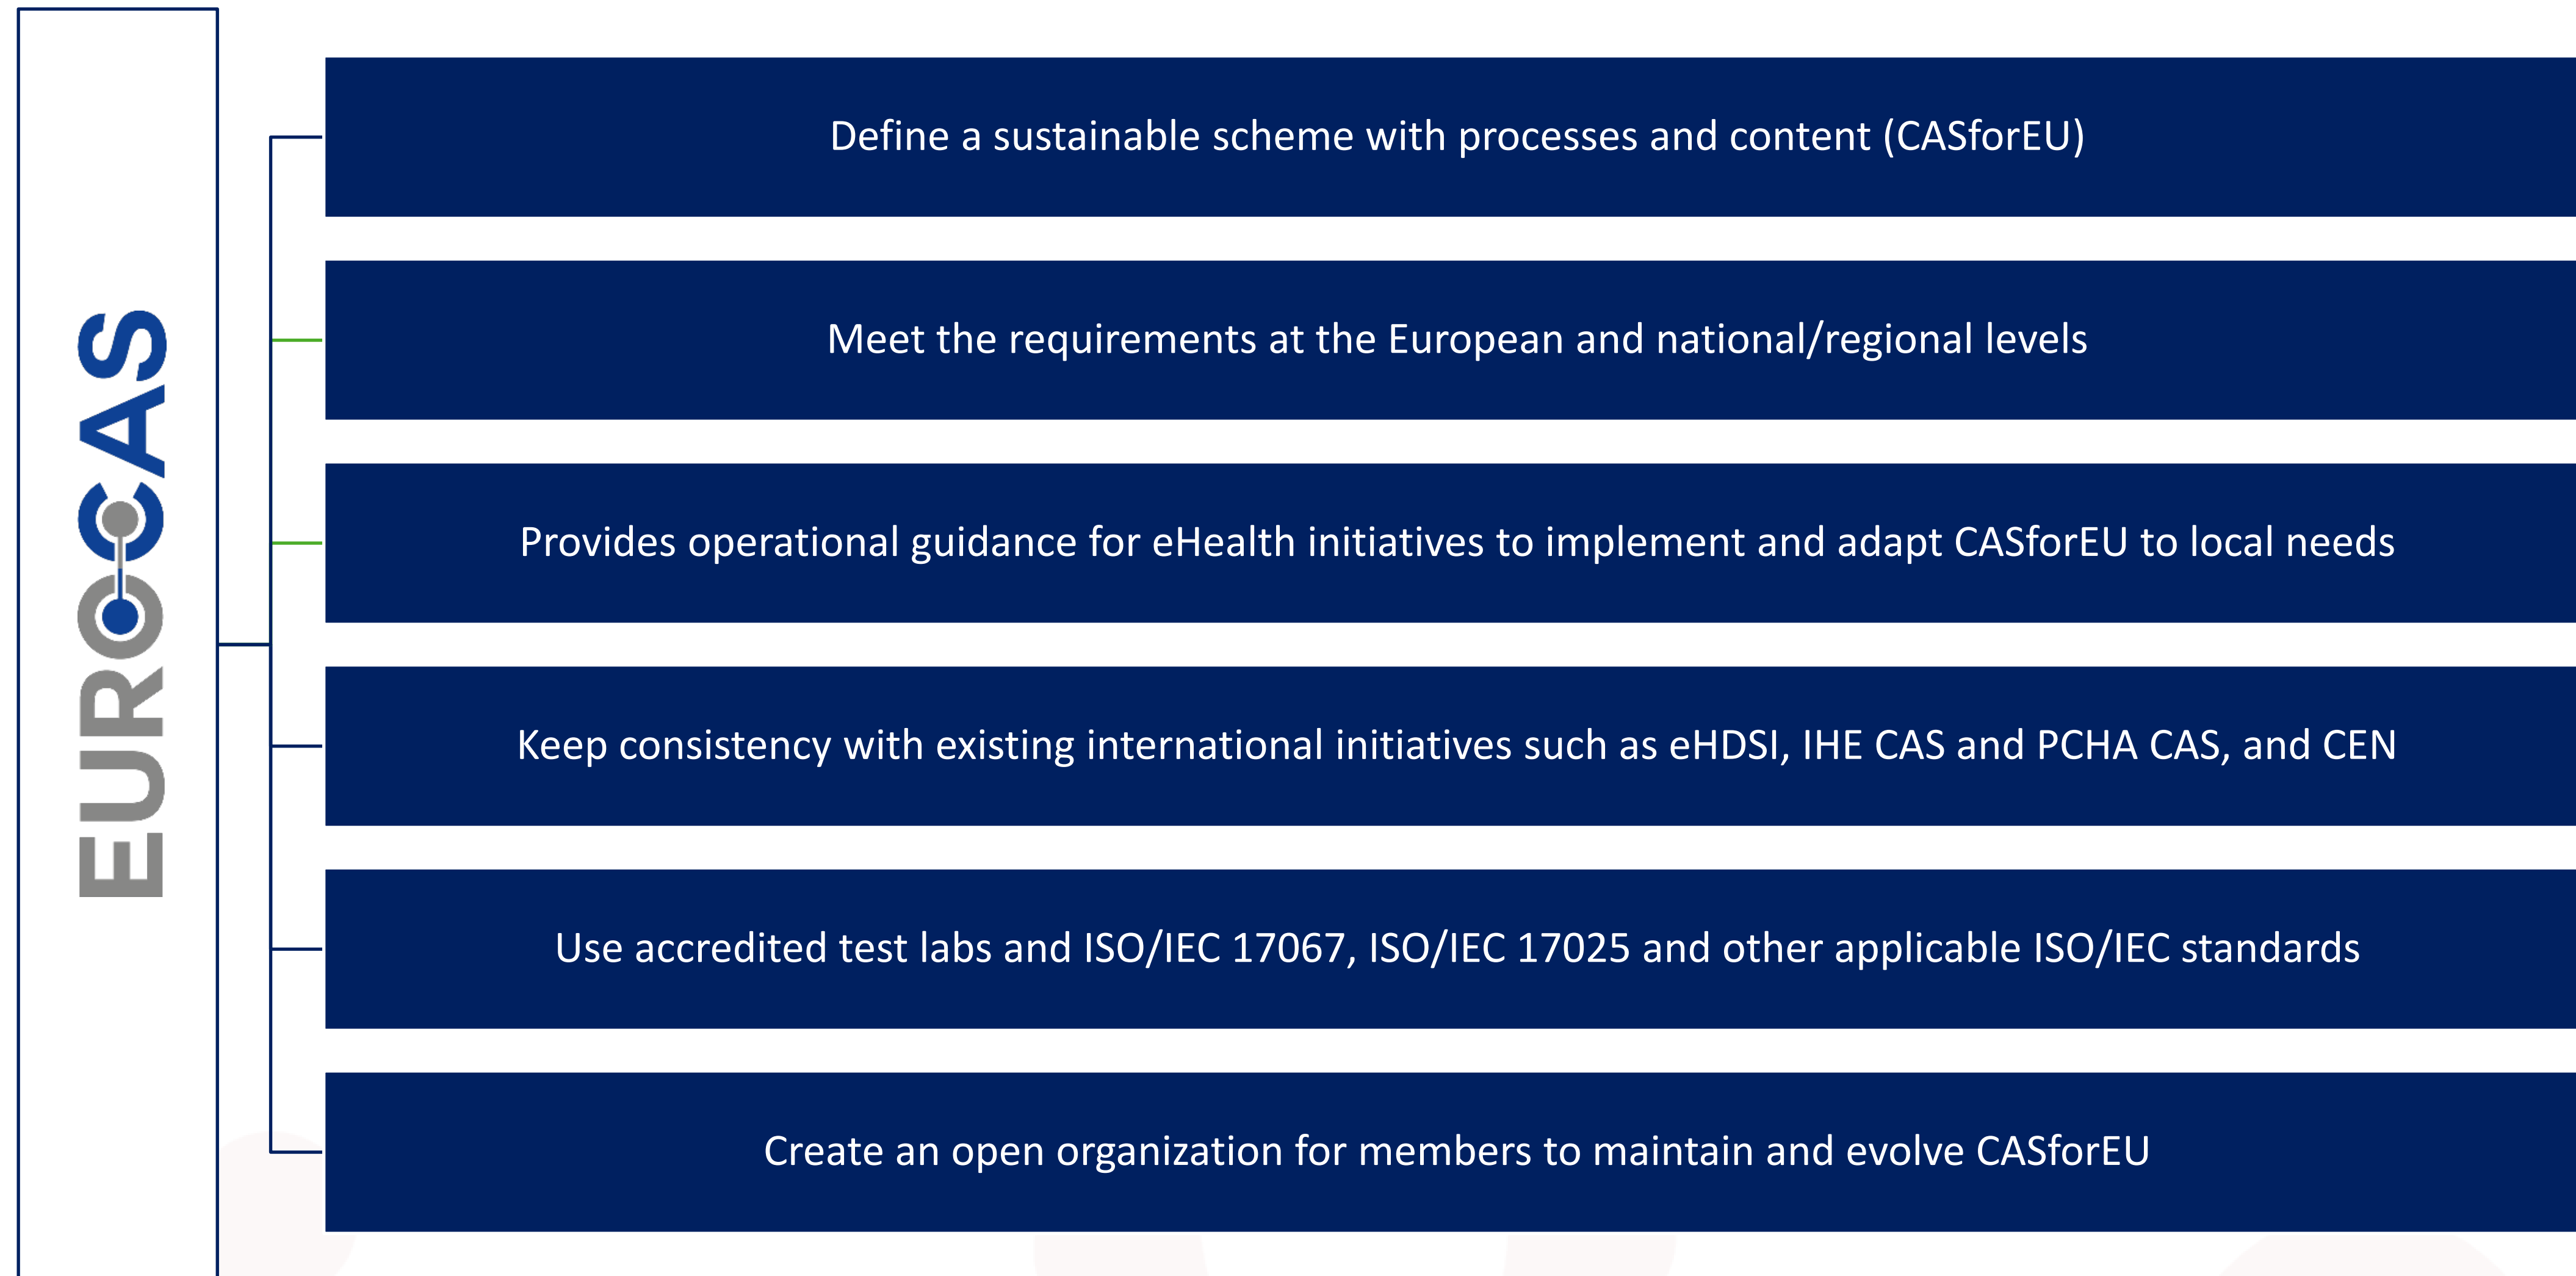 EUROCAS
Define a sustainable scheme with processes and content (CASforEU)
Meet the requirements at the European and national/regional levels
Provides operational guidance for eHealth initiatives to implement and adapt CASforEU to local needs
Keep consistency with existing international initiatives such as eHDSI, IHE CAS and PCHA CAS, and CEN
Use accredited test labs and ISO/IEC 17067, ISO/IEC 17025 and other applicable ISO/IEC standards
Create an open organization for members to maintain and evolve CASforEU